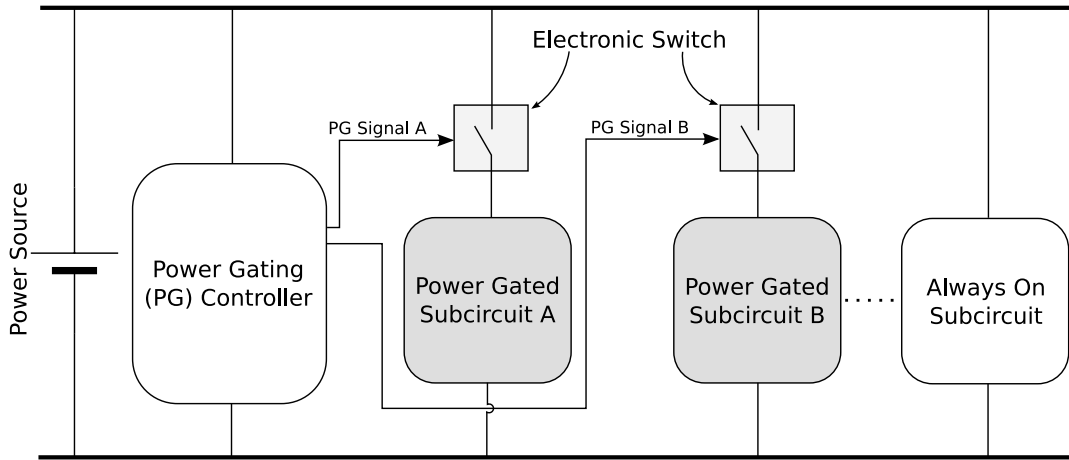 Electronic Switch
PG Signal A
PG Signal B
Power Source
Power Gating
(PG) Controller
Power Gated
Subcircuit A
Power Gated
Subcircuit B
Always On
Subcircuit